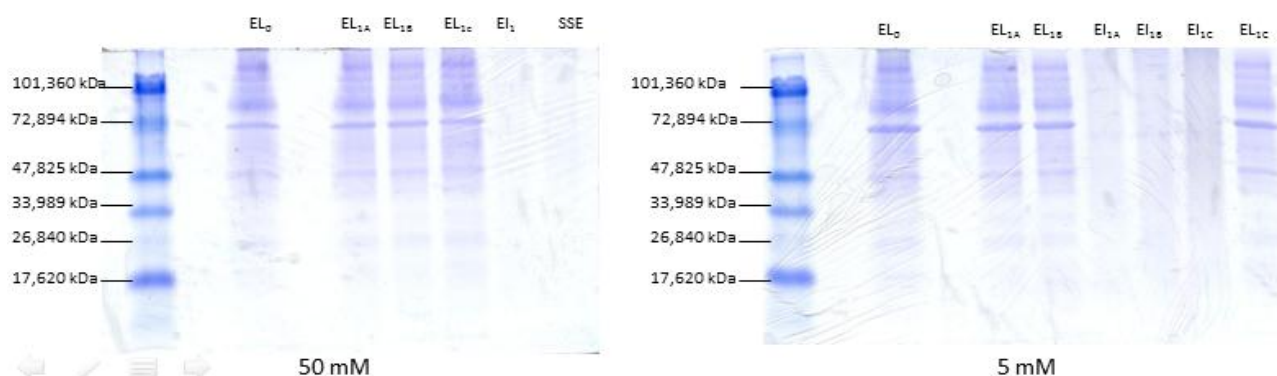 EL₀ EL₁A EL₁B EL₁c EI₁ SSE
101,360 kDa
72,894 kDa
47,825 kDa
33,989 kDa
26,840 kDa
17,620 kDa
50 mM
EL₀ EL₁A EL₁B EI₁A EI₁B EI₁C EL₁C
101,360 kDa
72,894 kDa
47,825 kDa
33,989 kDa
26,840 kDa
17,620 kDa
5 mM